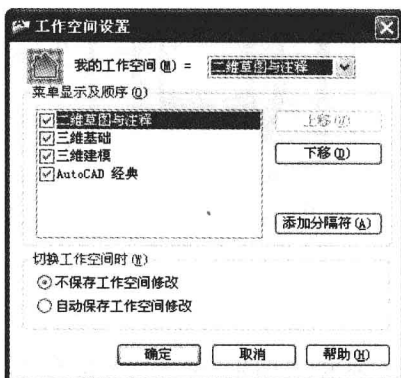 工作空间设置
我的工作空间(M) = 二维草图与注释
菜单显示及顺序(O)
二维草图与注释
三维基础
三维建模
AutoCAD 经典
上移(U)
下移(D)
添加分隔符(A)
切换工作空间时(W)
不保存工作空间修改
自动保存工作空间修改
确定 取消 帮助(H)